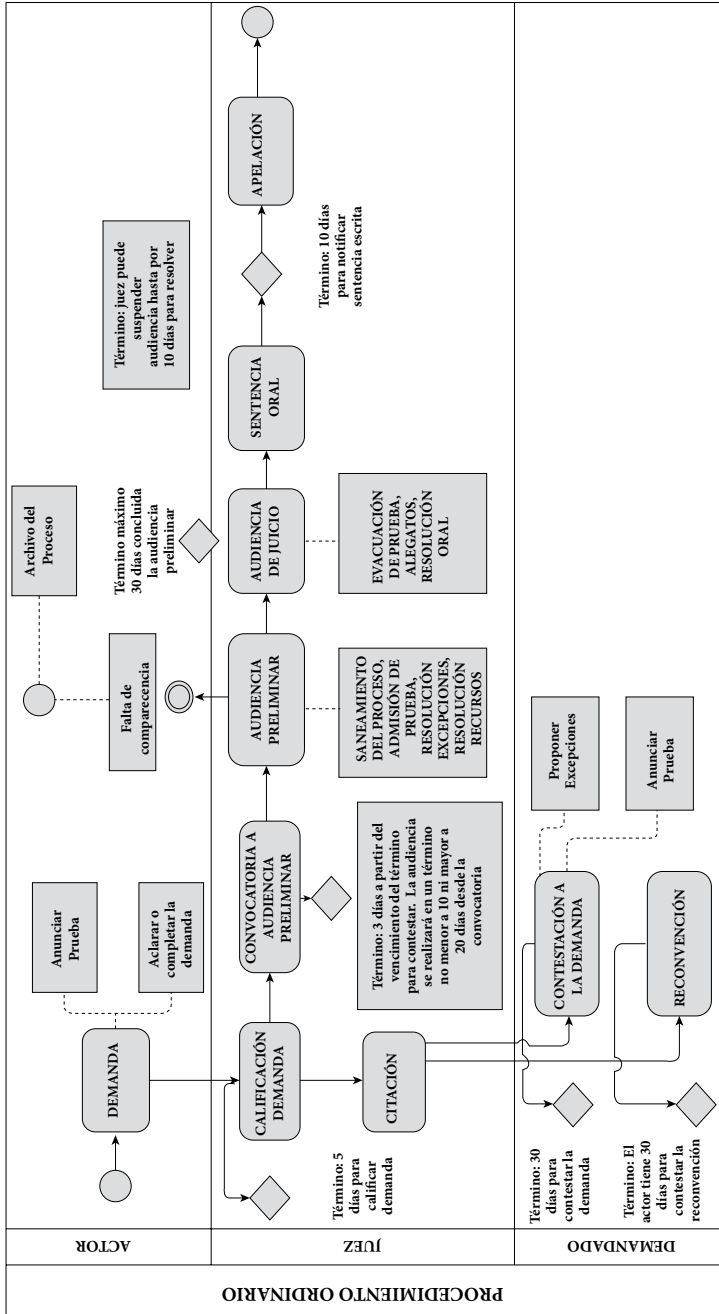 PROCEDIMIENTO ORDINARIO
ACTOR
DEMANDA
Anunciar
Prueba
Aclarar o
completar la
demanda
Falta de
comparecencia
Archivo del
Proceso
Término máximo
30 días concluida
la audiencia
preliminar
Término: juez puede
suspender
audiencia hasta por
10 días para resolver
JUEZ
CALIFICACIÓN
DEMANDA
Término: 5
días para
calificar
demanda
CITACIÓN
CONVOCATORIA A
AUDIENCIA
PRELIMINAR
Término: 3 días a partir del
vencimiento del término
para contestar. La audiencia
se realizará en un término
no menor a 10 ni mayor a
20 días desde la
convocatoria
AUDIENCIA
PRELIMINAR
SANEAMIENTO
DEL PROCESO,
ADMISIÓN DE
PRUEBA,
RESOLUCIÓN
EXCEPCIONES,
RESOLUCIÓN
RECURSOS
AUDIENCIA
DE JUICIO
EVACUACIÓN
DE PRUEBA,
ALEGATOS,
RESOLUCIÓN
ORAL
SENTENCIA
ORAL
Término: 10 días
para notificar
sentencia escrita
APELACIÓN
DEMANDADO
Término: 30
días para
contestar la
demanda
Término: El
actor tiene 30
días para
contestar la
reconvención
CONTESTACIÓN A
LA DEMANDA
RECONVENCIÓN
Proponer
Excepciones
Anunciar
Prueba